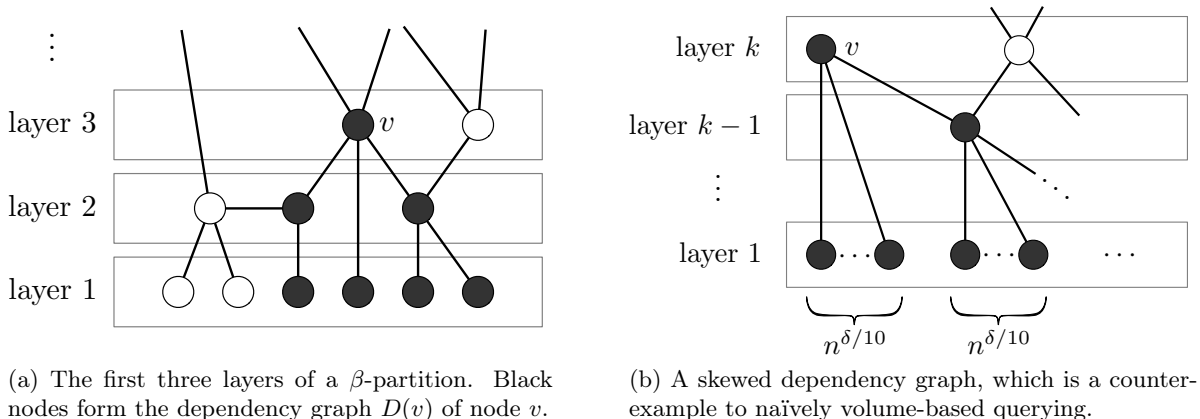 ⋮
layer 3
v
layer 2
layer 1
(a) The first three layers of a β-partition. Black
nodes form the dependency graph D(v) of node v.
layer k
v
layer k − 1
⋱
⋮
layer 1
⋯ ⋯ ⋯
n^{δ/10} n^{δ/10}
(b) A skewed dependency graph, which is a counter-
example to naïvely volume-based querying.